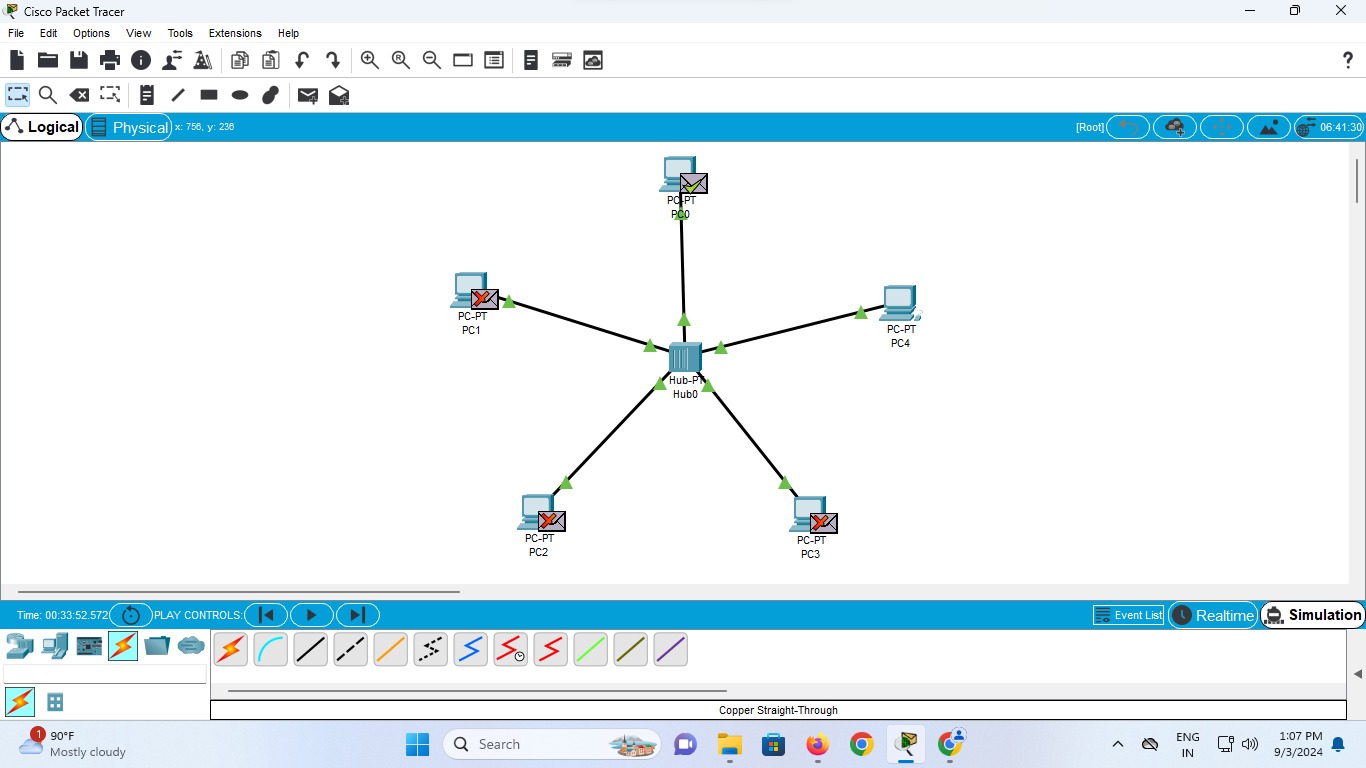 Cisco Packet Tracer
File Edit Options View Tools Extensions Help
Logical Physical x: 756, y: 236 [Root] 06:41:30
PC-PT
PC0
PC-PT
PC1
PC-PT
PC4
Hub-PT
Hub0
PC-PT
PC2
PC-PT
PC3
Time: 00:33:52.572 PLAY CONTROLS: Event List Realtime Simulation
Copper Straight-Through
1
90°F
Mostly cloudy
Search
ENG
IN
1:07 PM
9/3/2024